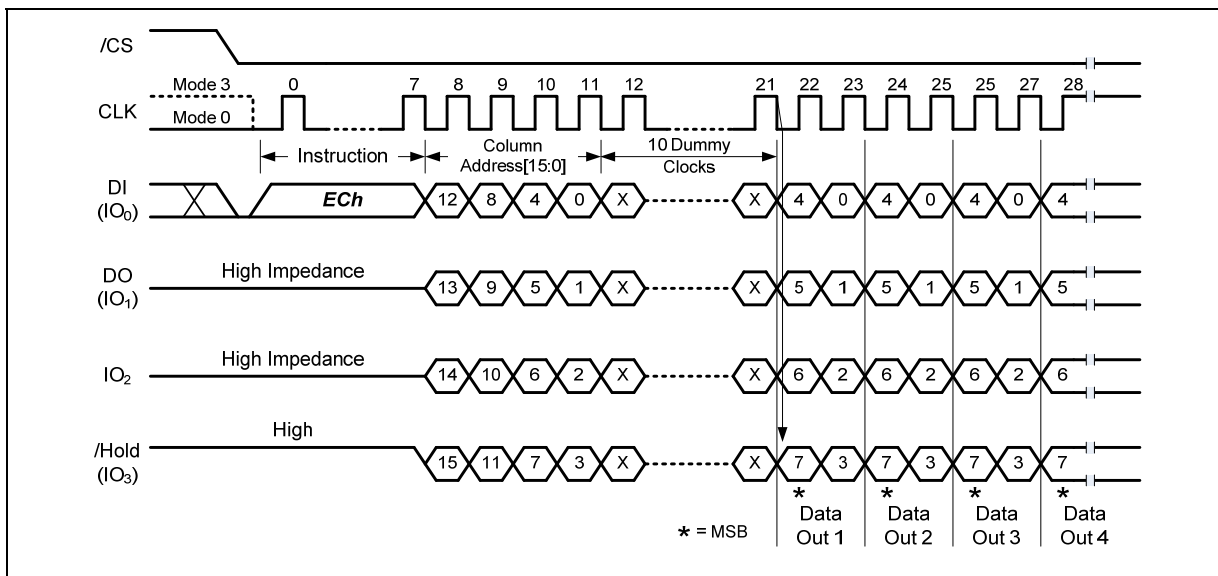 /CS
Mode 3 0 7 8 9 10 11 12 21 22 23 24 25 25 27 28
CLK
Mode 0
Instruction Column Address[15:0] 10 Dummy Clocks
DI (IO0) ECh 12 8 4 0 X X 4 0 4 0 4 0 4
DO (IO1) High Impedance 13 9 5 1 X X 5 1 5 1 5 1 5
IO2 High Impedance 14 10 6 2 X X 6 2 6 2 6 2 6
/Hold (IO3) High 15 11 7 3 X X 7 3 7 3 7 3 7
* * * *
* = MSB Data Out 1 Data Out 2 Data Out 3 Data Out 4